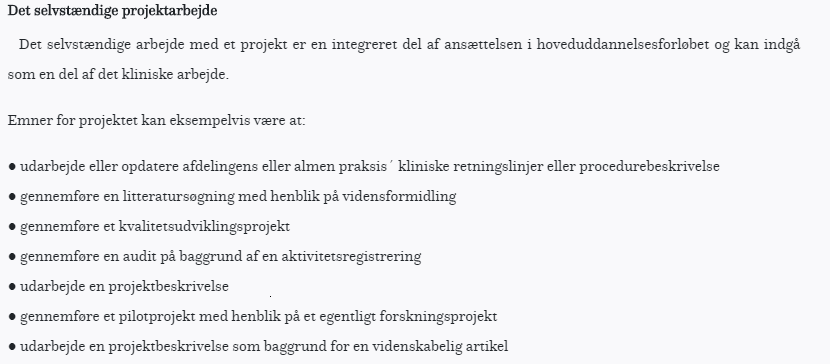 Det selvstændige projektarbejde
Det selvstændige arbejde med et projekt er en integreret del af ansættelsen i hoveduddannelsesforløbet og kan indgå
som en del af det kliniske arbejde.
Emner for projektet kan eksempelvis være at:
● udarbejde eller opdatere afdelingens eller almen praksis´ kliniske retningslinjer eller procedurebeskrivelse
● gennemføre en litteratursøgning med henblik på vidensformidling
● gennemføre et kvalitetsudviklingsprojekt
● gennemføre en audit på baggrund af en aktivitetsregistrering
● udarbejde en projektbeskrivelse
● gennemføre et pilotprojekt med henblik på et egentligt forskningsprojekt
● udarbejde en projektbeskrivelse som baggrund for en videnskabelig artikel